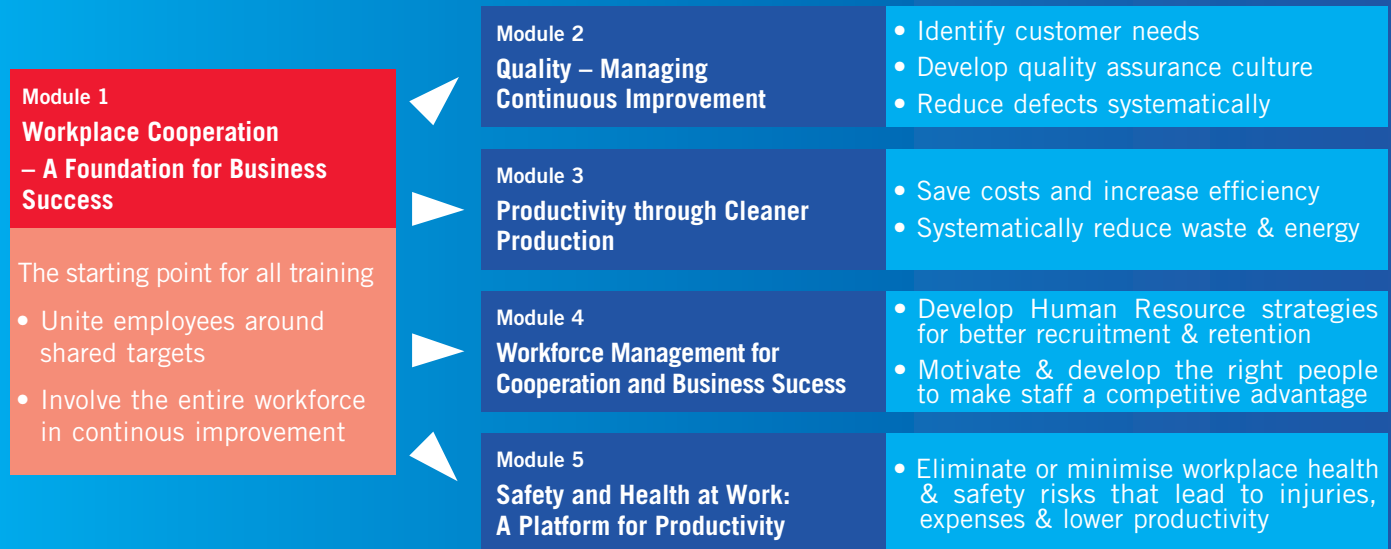 Module 1
Workplace Cooperation
– A Foundation for Business
Success
The starting point for all training
• Unite employees around
shared targets
• Involve the entire workforce
in continous improvement
Module 2
Quality – Managing
Continuous Improvement
• Identify customer needs
• Develop quality assurance culture
• Reduce defects systematically
Module 3
Productivity through Cleaner
Production
• Save costs and increase efficiency
• Systematically reduce waste & energy
Module 4
Workforce Management for
Cooperation and Business Sucess
• Develop Human Resource strategies
for better recruitment & retention
• Motivate & develop the right people
to make staff a competitive advantage
Module 5
Safety and Health at Work:
A Platform for Productivity
• Eliminate or minimise workplace health
& safety risks that lead to injuries,
expenses & lower productivity